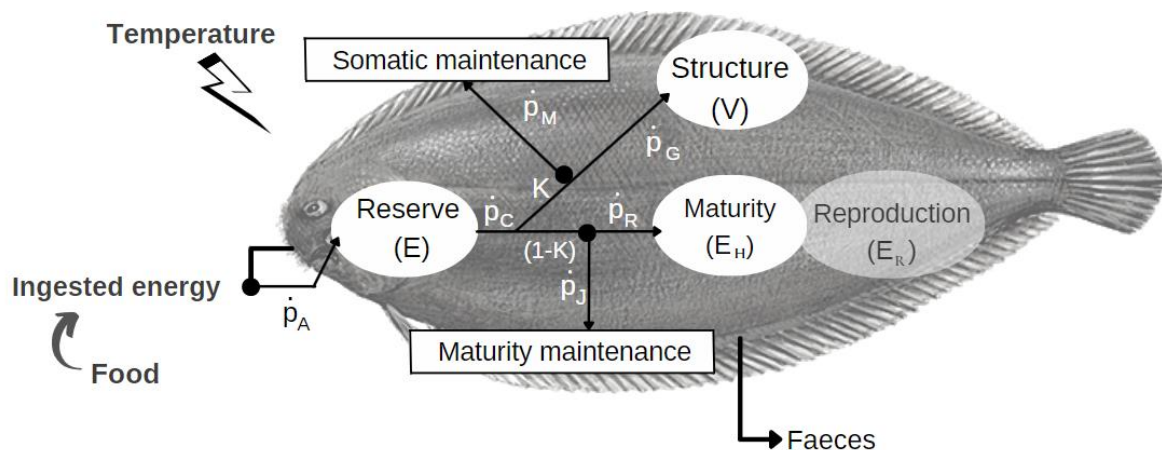 Temperature
Somatic maintenance
Structure
(V)
ṗM
ṗG
K
Reserve
(E)
ṗC
ṗR
(1-K)
Maturity
(EH)
Reproduction
(ER)
Ingested energy
ṗA
ṗJ
Food
Maturity maintenance
Faeces